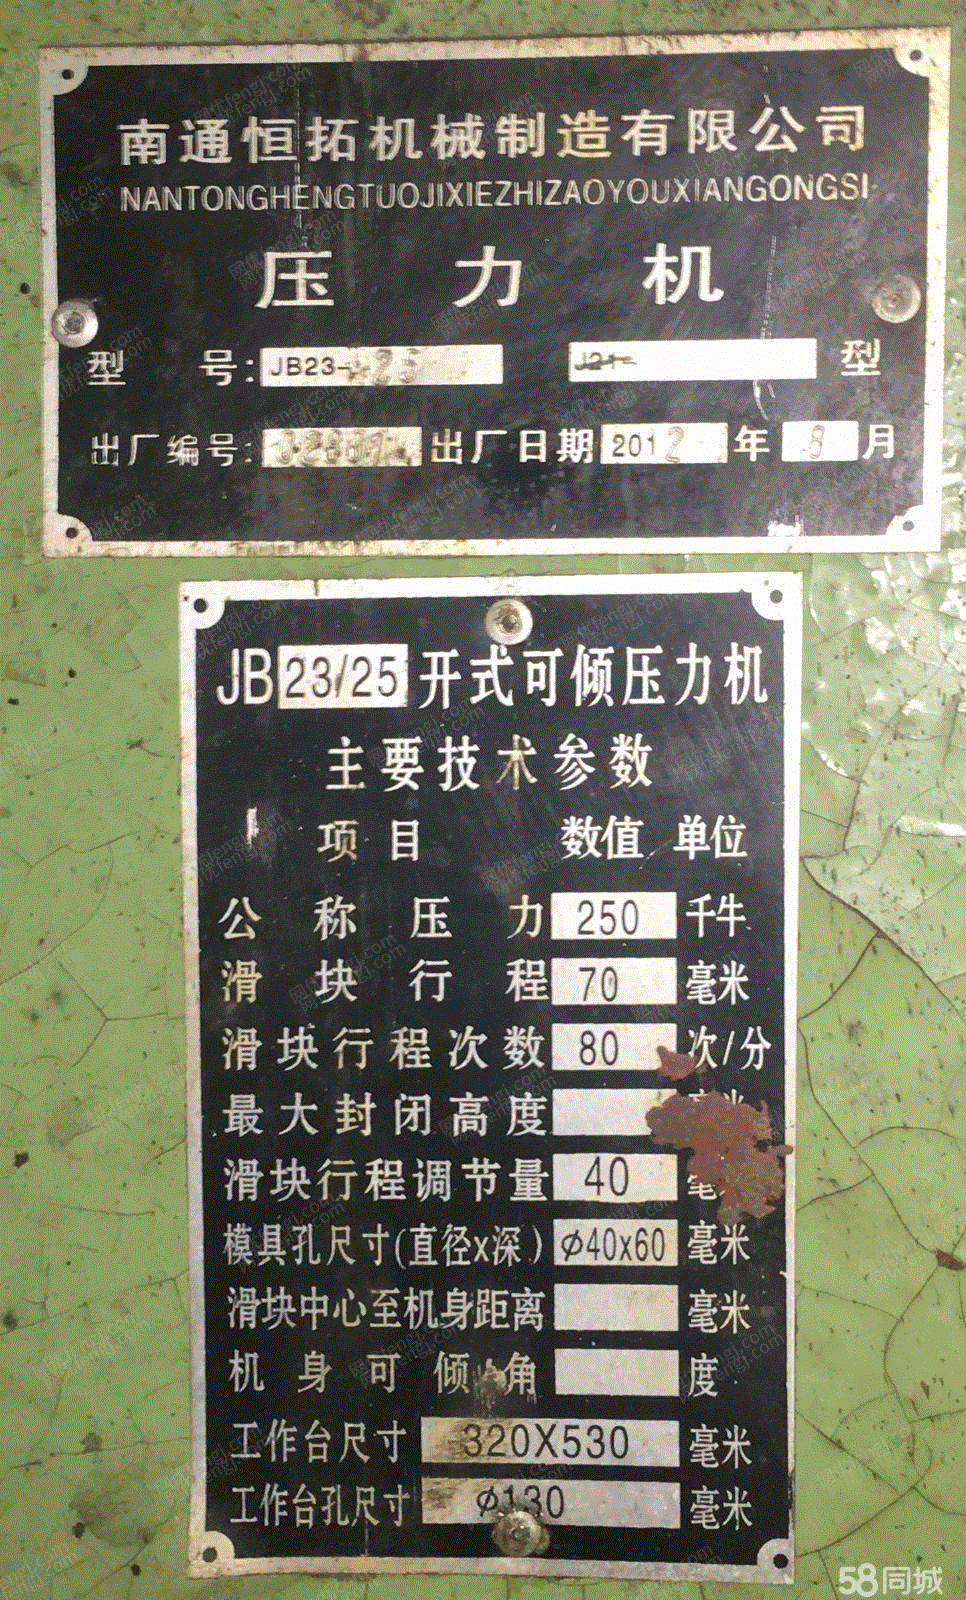 南通恒拓机械制造有限公司
NANTONGHENGTUOJIXIEZHIZAOYOUXIANGONGSI
压力机
型号: JB23-25 型
出厂编号: 出厂日期 2012 年 8 月
JB 23/25 开式可倾压力机
主要技术参数
项目 数值 单位
公称压力 250 千牛
滑块行程 70 毫米
滑块行程次数 80 次/分
最大封闭高度
滑块行程调节量 40 毫米
模具孔尺寸(直径x深) φ40x60 毫米
滑块中心至机身距离 毫米
机身可倾角 度
工作台尺寸 320X530 毫米
工作台孔尺寸 φ130 毫米
58同城